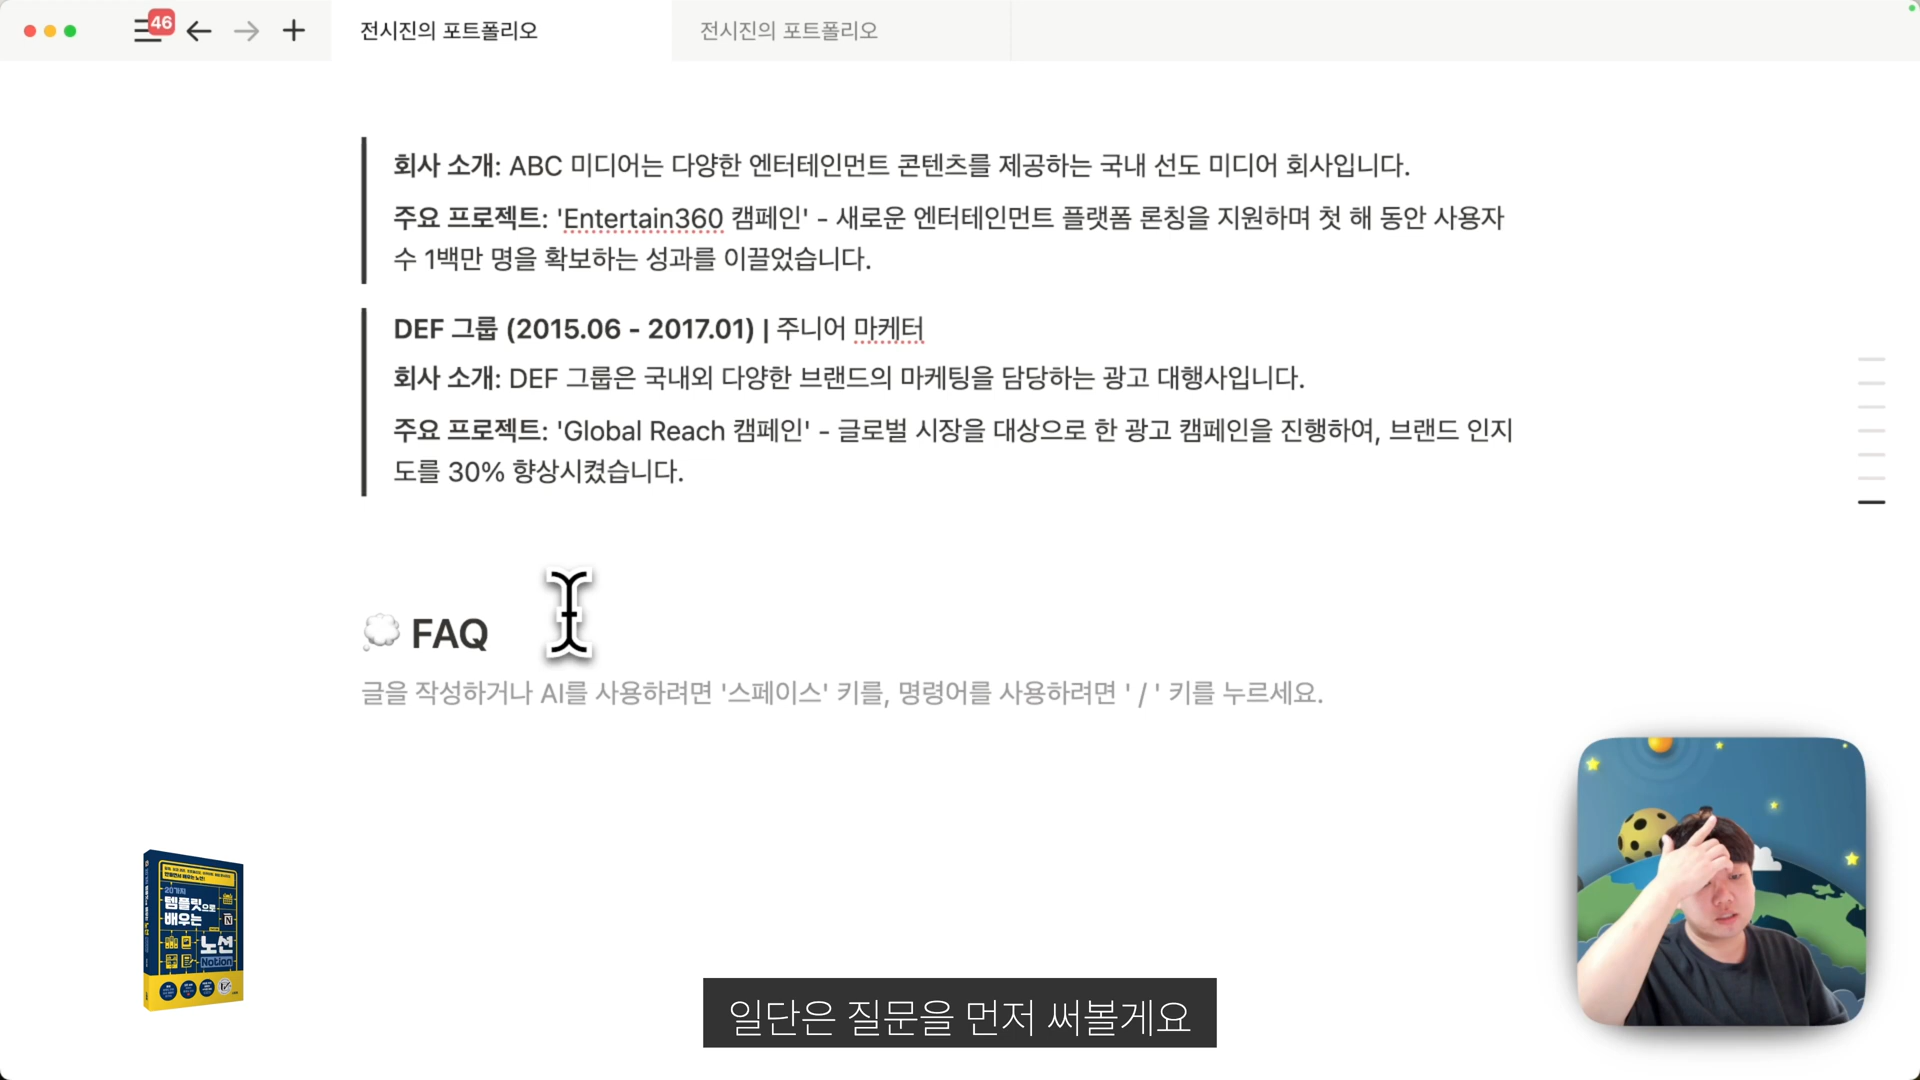 46
전시진의 포트폴리오
전시진의 포트폴리오
회사 소개: ABC 미디어는 다양한 엔터테인먼트 콘텐츠를 제공하는 국내 선도 미디어 회사입니다.
주요 프로젝트: 'Entertain360 캠페인' - 새로운 엔터테인먼트 플랫폼 론칭을 지원하며 첫 해 동안 사용자
수 1백만 명을 확보하는 성과를 이끌었습니다.
DEF 그룹 (2015.06 - 2017.01) | 주니어 마케터
회사 소개: DEF 그룹은 국내외 다양한 브랜드의 마케팅을 담당하는 광고 대행사입니다.
주요 프로젝트: 'Global Reach 캠페인' - 글로벌 시장을 대상으로 한 광고 캠페인을 진행하여, 브랜드 인지
도를 30% 향상시켰습니다.
💭 FAQ
글을 작성하거나 AI를 사용하려면 '스페이스' 키를, 명령어를 사용하려면 ' / ' 키를 누르세요.
20가지
템플릿으로
배우는
노션
Notion
일단은 질문을 먼저 써볼게요